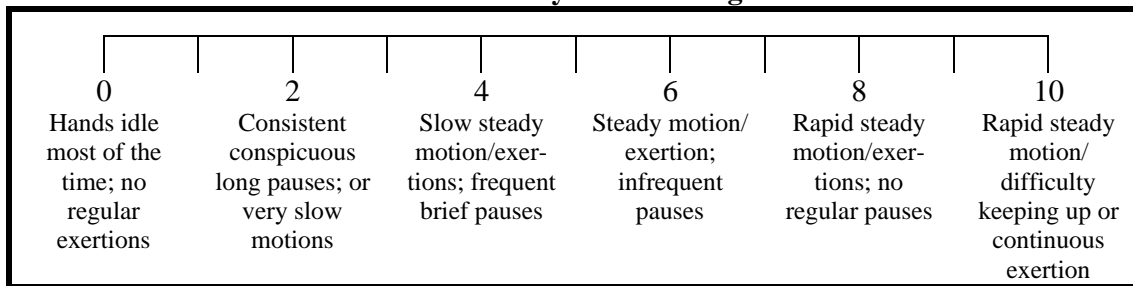 0 2 4 6 8 10
Hands idle
most of the
time; no
regular
exertions
Consistent
conspicuous
long pauses; or
very slow
motions
Slow steady
motion/exer-
tions; frequent
brief pauses
Steady motion/
exertion;
infrequent
pauses
Rapid steady
motion/exer-
tions; no
regular pauses
Rapid steady
motion/
difficulty
keeping up or
continuous
exertion